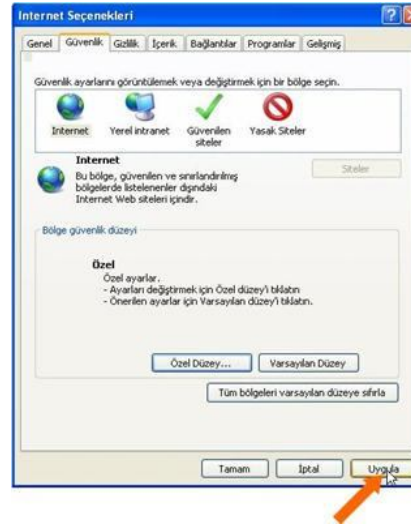 Internet Seçenekleri
Genel Güvenlik Gizlilik İçerik Bağlantılar Programlar Gelişmiş
Güvenlik ayarlarını görüntülemek veya değiştirmek için bir bölge seçin.
Internet Yerel intranet Güvenilen siteler Yasak Siteler
Internet
Siteler
Bu bölge, güvenilen ve sınırlandırılmış
bölgelerde listelenenler dışındaki
Internet Web siteleri içindir.
Bölge güvenlik düzeyi
Özel
Özel ayarlar.
- Ayarları değiştirmek için Özel düzey'i tıklatın
- Önerilen ayarlar için Varsayılan düzey'i tıklatın.
Özel Düzey... Varsayılan Düzey
Tüm bölgeleri varsayılan düzeye sıfırla
Tamam İptal Uygula